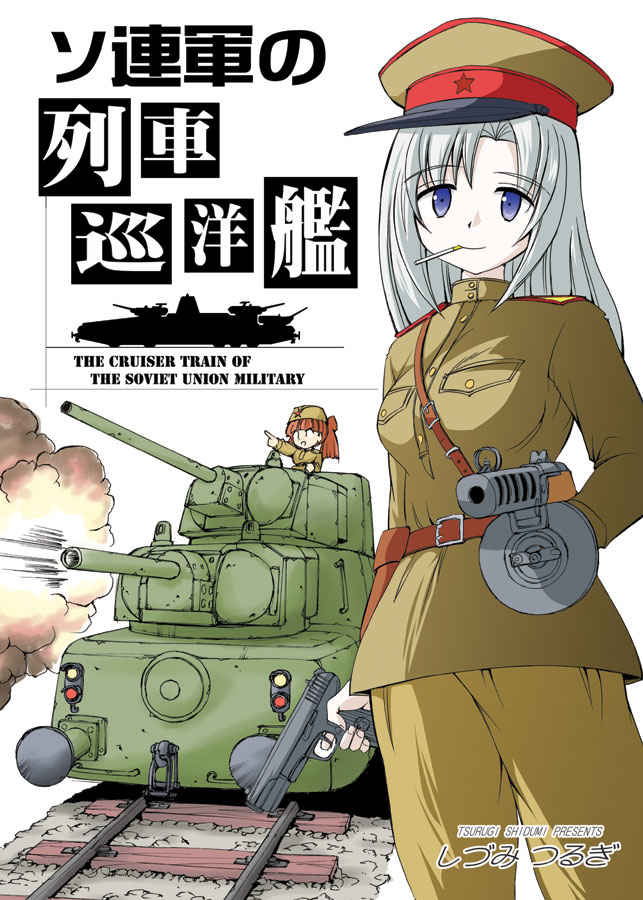 ソ連軍の
列車
巡洋艦
THE CRUISER TRAIN OF
THE SOVIET UNION MILITARY
TSURUGI SHIDUMI PRESENTS
しづみつるぎ